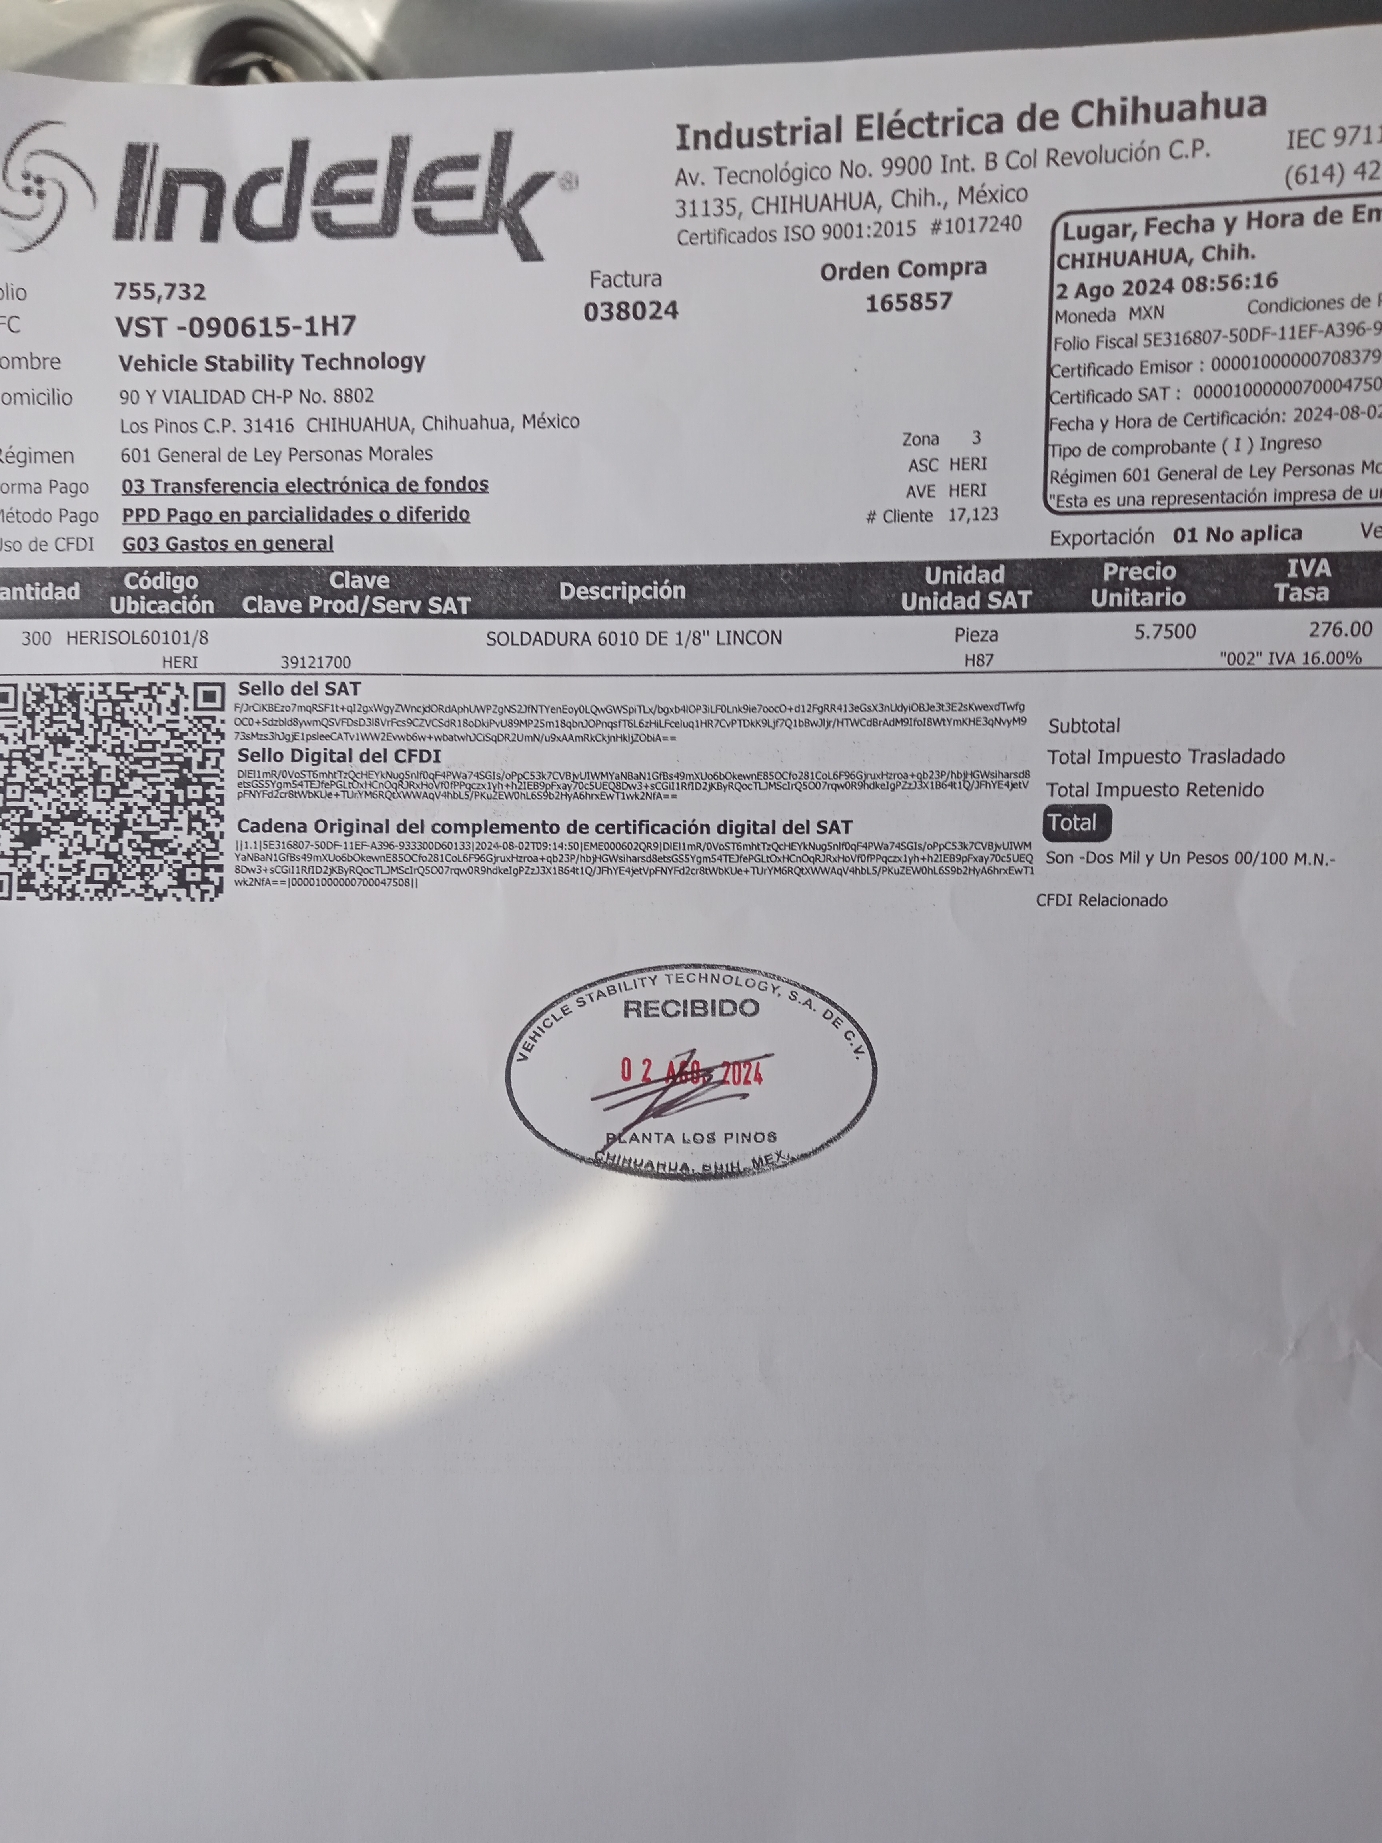 Indelek
Industrial Eléctrica de Chihuahua
Av. Tecnológico No. 9900 Int. B Col Revolución C.P.
31135, CHIHUAHUA, Chih., México
Certificados ISO 9001:2015 #1017240
IEC 9711
(614) 42
olio 755,732
FC VST -090615-1H7
ombre Vehicle Stability Technology
omicilio 90 Y VIALIDAD CH-P No. 8802
Los Pinos C.P. 31416 CHIHUAHUA, Chihuahua, México
Régimen 601 General de Ley Personas Morales
orma Pago 03 Transferencia electrónica de fondos
Método Pago PPD Pago en parcialidades o diferido
Uso de CFDI G03 Gastos en general
Factura
038024
Orden Compra
165857
Zona 3
ASC HERI
AVE HERI
# Cliente 17,123
Lugar, Fecha y Hora de Em
CHIHUAHUA, Chih.
2 Ago 2024 08:56:16
Moneda MXN Condiciones de P
Folio Fiscal 5E316807-50DF-11EF-A396-9
Certificado Emisor : 00001000000708379
Certificado SAT : 0000100000070004750
Fecha y Hora de Certificación: 2024-08-02
Tipo de comprobante ( I ) Ingreso
Régimen 601 General de Ley Personas Mo
"Esta es una representación impresa de un
Exportación 01 No aplica Ve
antidad Código Ubicación Clave Clave Prod/Serv SAT Descripción Unidad Unidad SAT Precio Unitario IVA Tasa
300 HERISOL60101/8 SOLDADURA 6010 DE 1/8" LINCON Pieza 5.7500 276.00
HERI 39121700 H87 "002" IVA 16.00%
Sello del SAT
Sello Digital del CFDI
Cadena Original del complemento de certificación digital del SAT
Subtotal
Total Impuesto Trasladado
Total Impuesto Retenido
Total
Son -Dos Mil y Un Pesos 00/100 M.N.-
CFDI Relacionado
VEHICLE STABILITY TECHNOLOGY, S.A. DE C.V.
RECIBIDO
02 AGO. 2024
PLANTA LOS PINOS
CHIHUAHUA, CHIH. MEX.